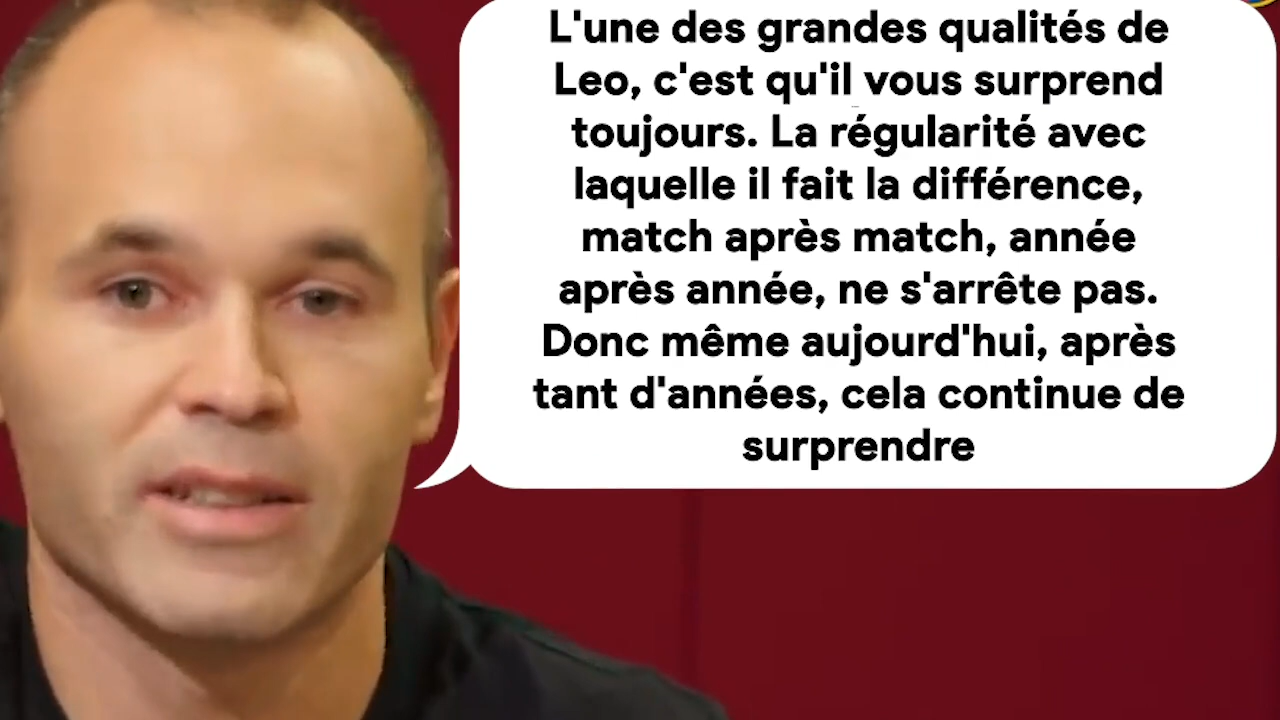 L'une des grandes qualités de
Leo, c'est qu'il vous surprend
toujours. La régularité avec
laquelle il fait la différence,
match après match, année
après année, ne s'arrête pas.
Donc même aujourd'hui, après
tant d'années, cela continue de
surprendre